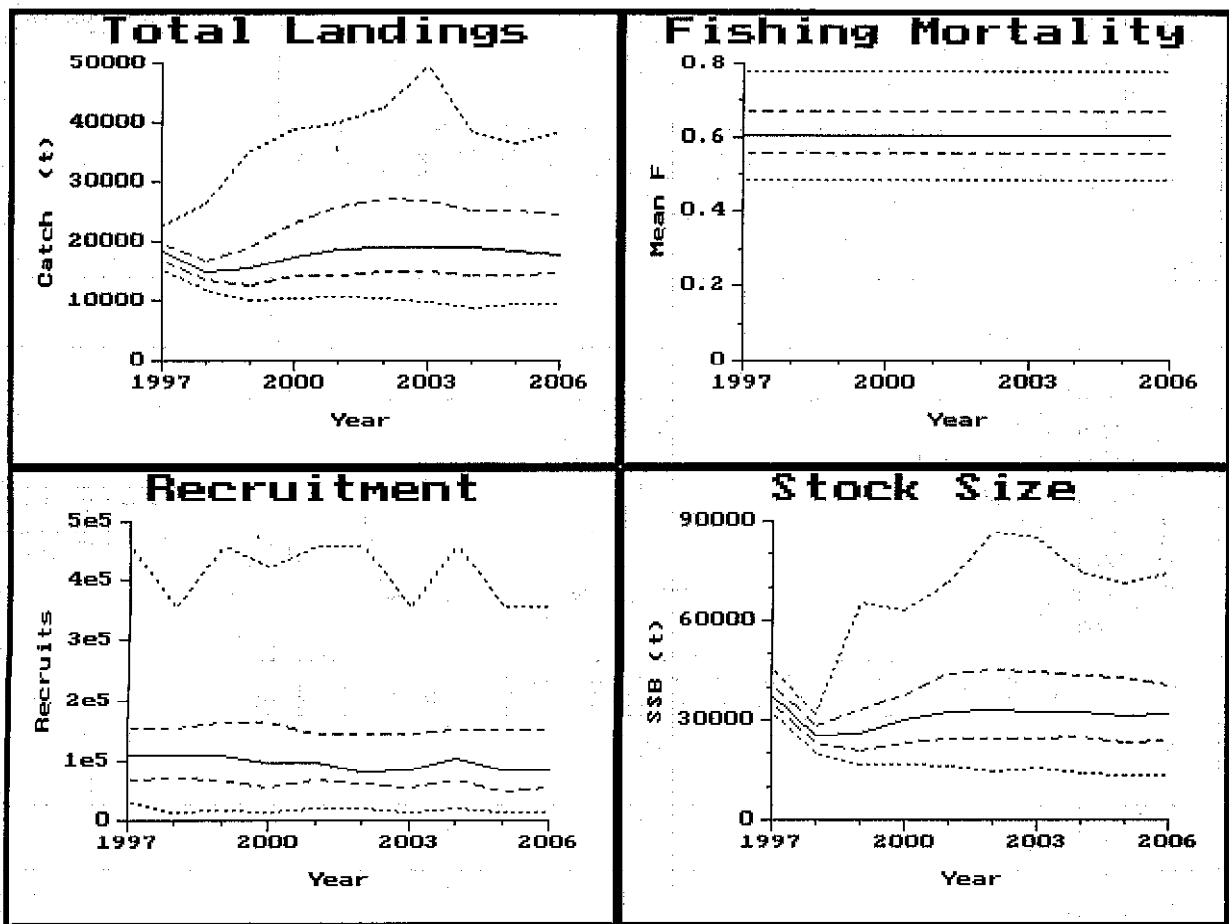 Total Landings
50000
40000
30000
20000
10000
0
Catch (t)
1997 2000 2003 2006
Year
Fishing Mortality
0.8
0.6
0.4
0.2
0
Mean F
1997 2000 2003 2006
Year
Recruitment
5e5
4e5
3e5
2e5
1e5
0
Recruits
1997 2000 2003 2006
Year
Stock Size
90000
60000
30000
0
SSB (t)
1997 2000 2003 2006
Year